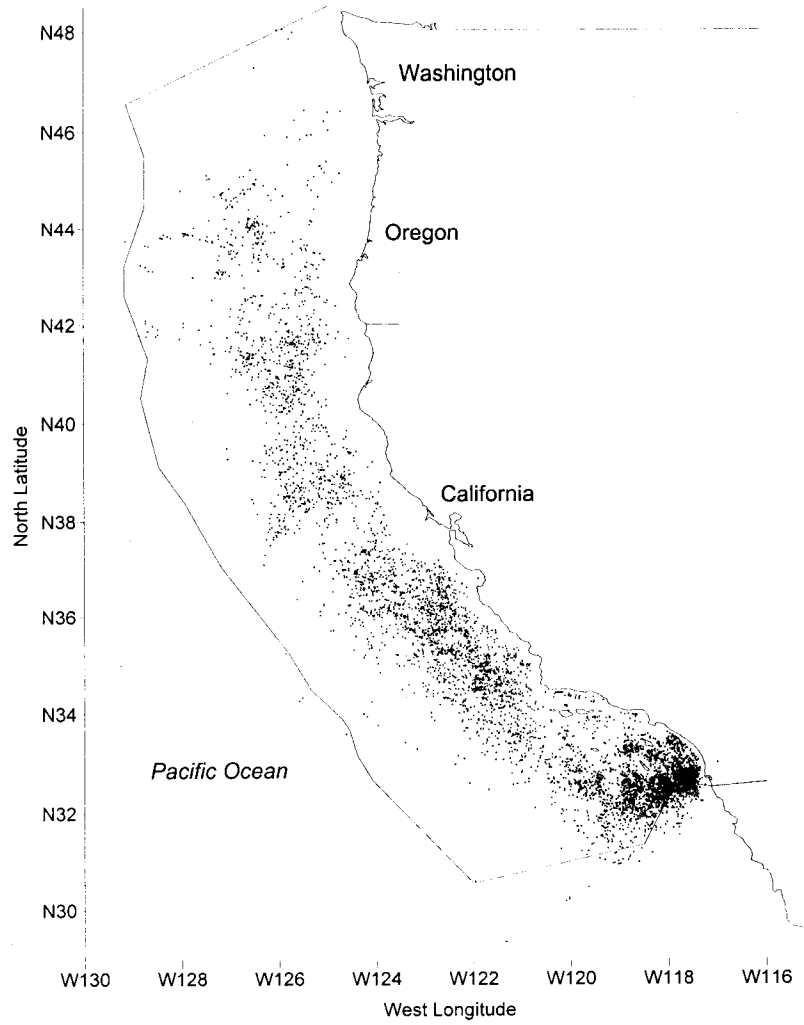 N48
Washington
N46
N44
Oregon
N42
N40
California
N38
N36
N34
Pacific Ocean
N32
N30
North Latitude
W130
W128
W126
W124
W122
W120
W118
W116
West Longitude